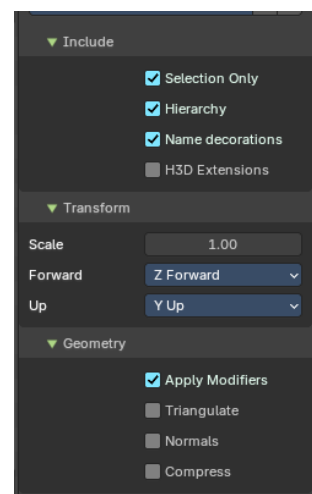 Include
Selection Only
Hierarchy
Name decorations
H3D Extensions
Transform
Scale 1.00
Forward Z Forward
Up Y Up
Geometry
Apply Modifiers
Triangulate
Normals
Compress